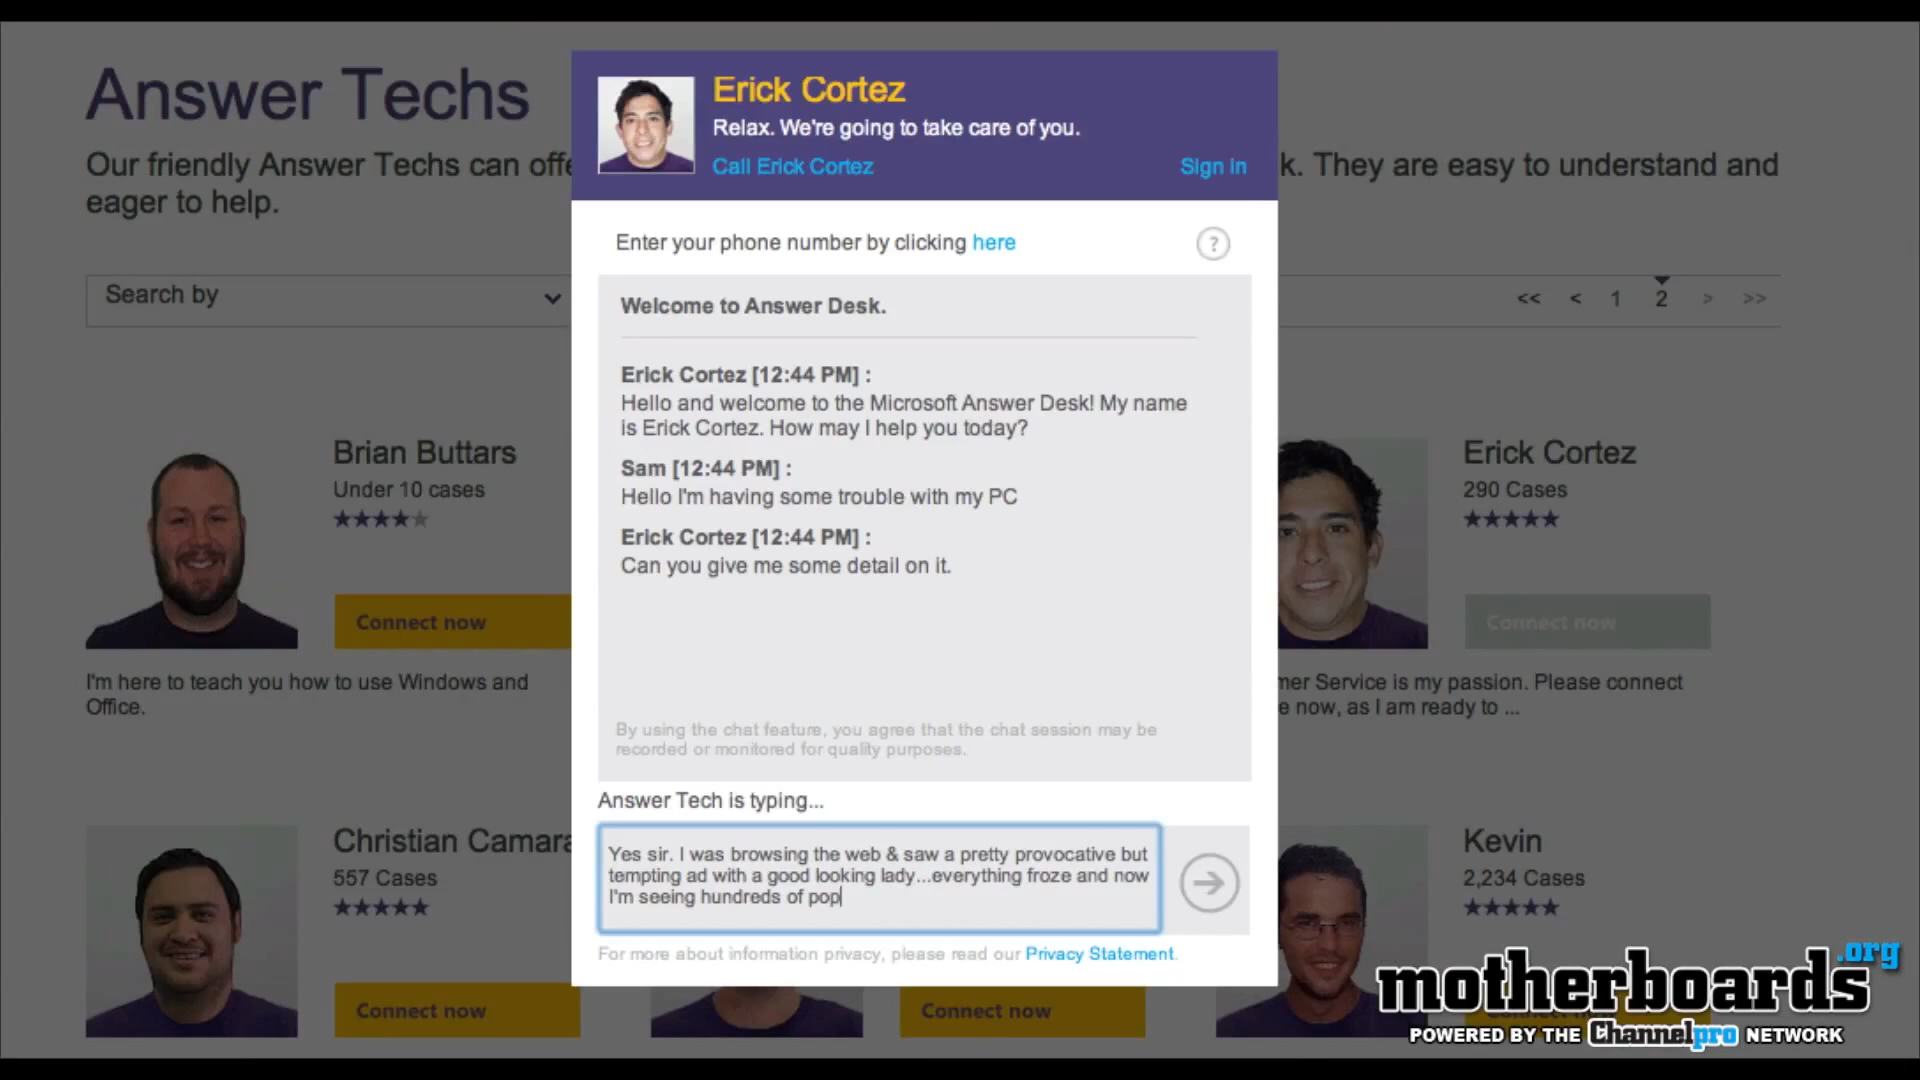 Answer Techs
Our friendly Answer Techs can offe
k. They are easy to understand and
eager to help.
Search by
<< < 1 2 > >>
Brian Buttars
Under 10 cases
Connect now
I'm here to teach you how to use Windows and
Office.
Christian Camara
557 Cases
Connect now
Erick Cortez
Relax. We're going to take care of you.
Call Erick Cortez
Sign in
Enter your phone number by clicking here
?
Welcome to Answer Desk.
Erick Cortez [12:44 PM] :
Hello and welcome to the Microsoft Answer Desk! My name
is Erick Cortez. How may I help you today?
Sam [12:44 PM] :
Hello I'm having some trouble with my PC
Erick Cortez [12:44 PM] :
Can you give me some detail on it.
By using the chat feature, you agree that the chat session may be
recorded or monitored for quality purposes.
Answer Tech is typing...
Yes sir. I was browsing the web & saw a pretty provocative but
tempting ad with a good looking lady...everything froze and now
I'm seeing hundreds of pop
For more about information privacy, please read our Privacy Statement.
Connect now
Erick Cortez
290 Cases
Connect now
mer Service is my passion. Please connect
e now, as I am ready to ...
Kevin
2,234 Cases
motherboards.org
POWERED BY THE Channelpro NETWORK